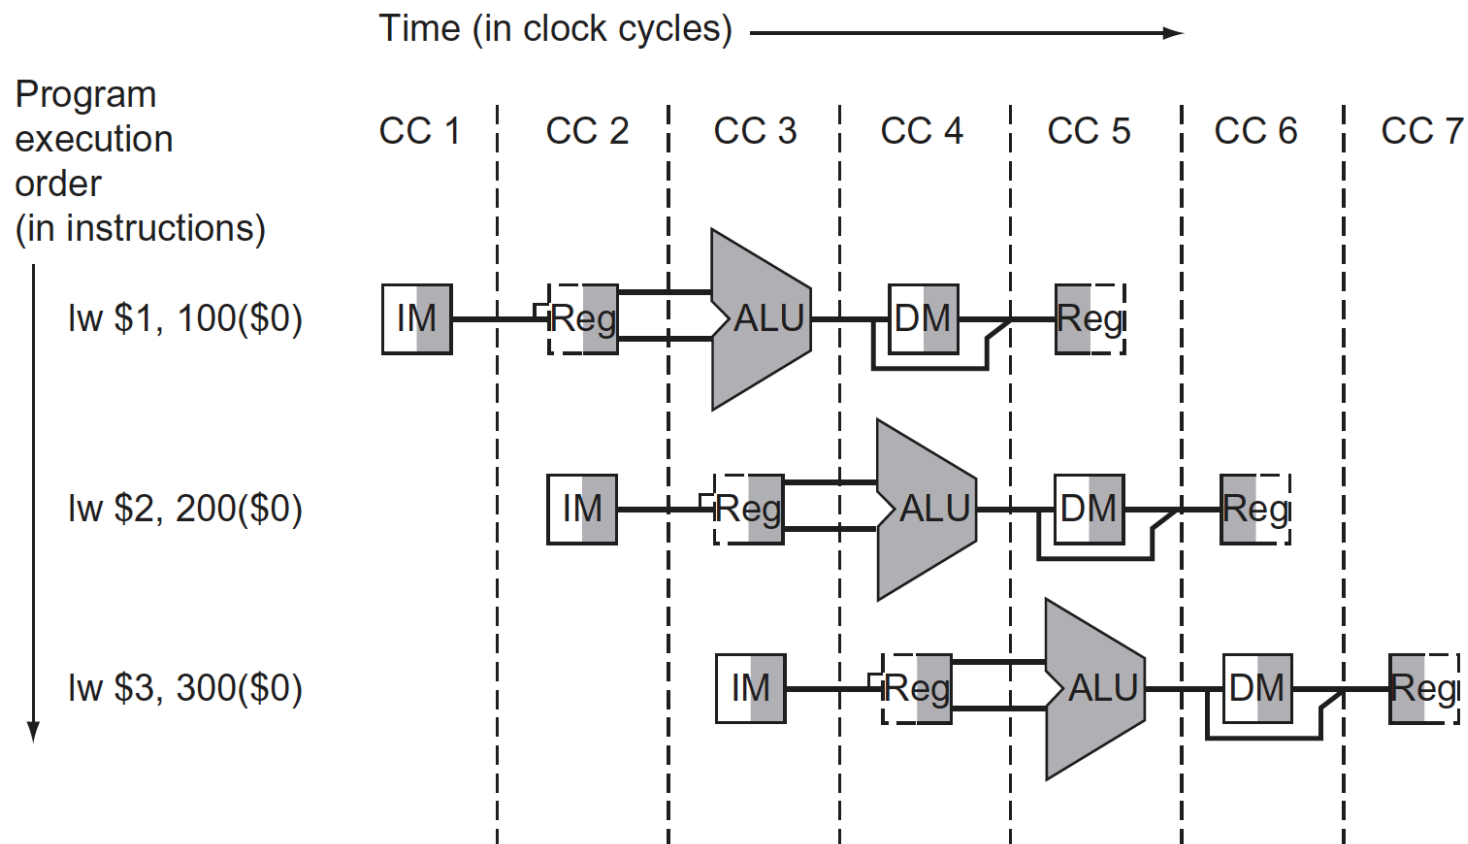 Time (in clock cycles)
Program
execution
order
(in instructions)
CC 1 CC 2 CC 3 CC 4 CC 5 CC 6 CC 7
lw $1, 100($0) IM Reg ALU DM Reg
lw $2, 200($0) IM Reg ALU DM Reg
lw $3, 300($0) IM Reg ALU DM Reg